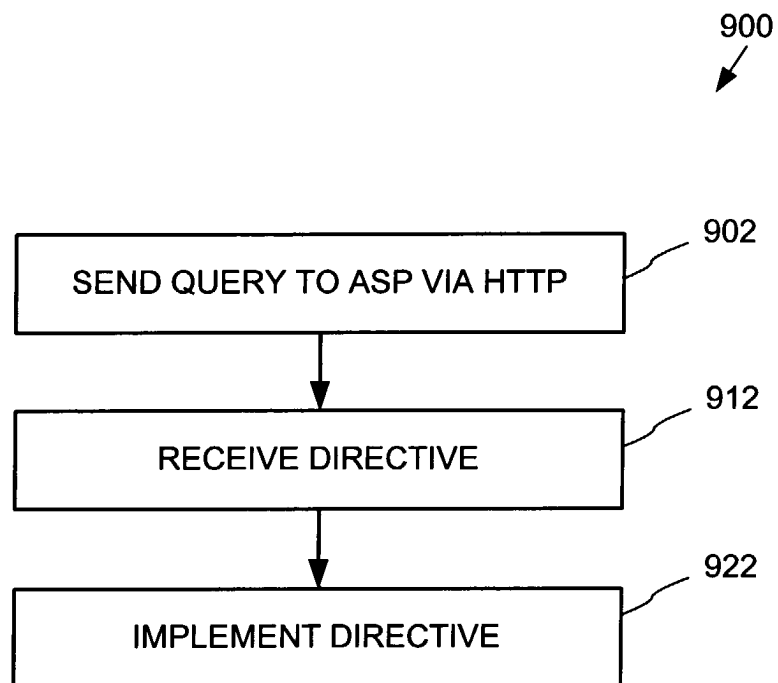 900
902
SEND QUERY TO ASP VIA HTTP
912
RECEIVE DIRECTIVE
922
IMPLEMENT DIRECTIVE